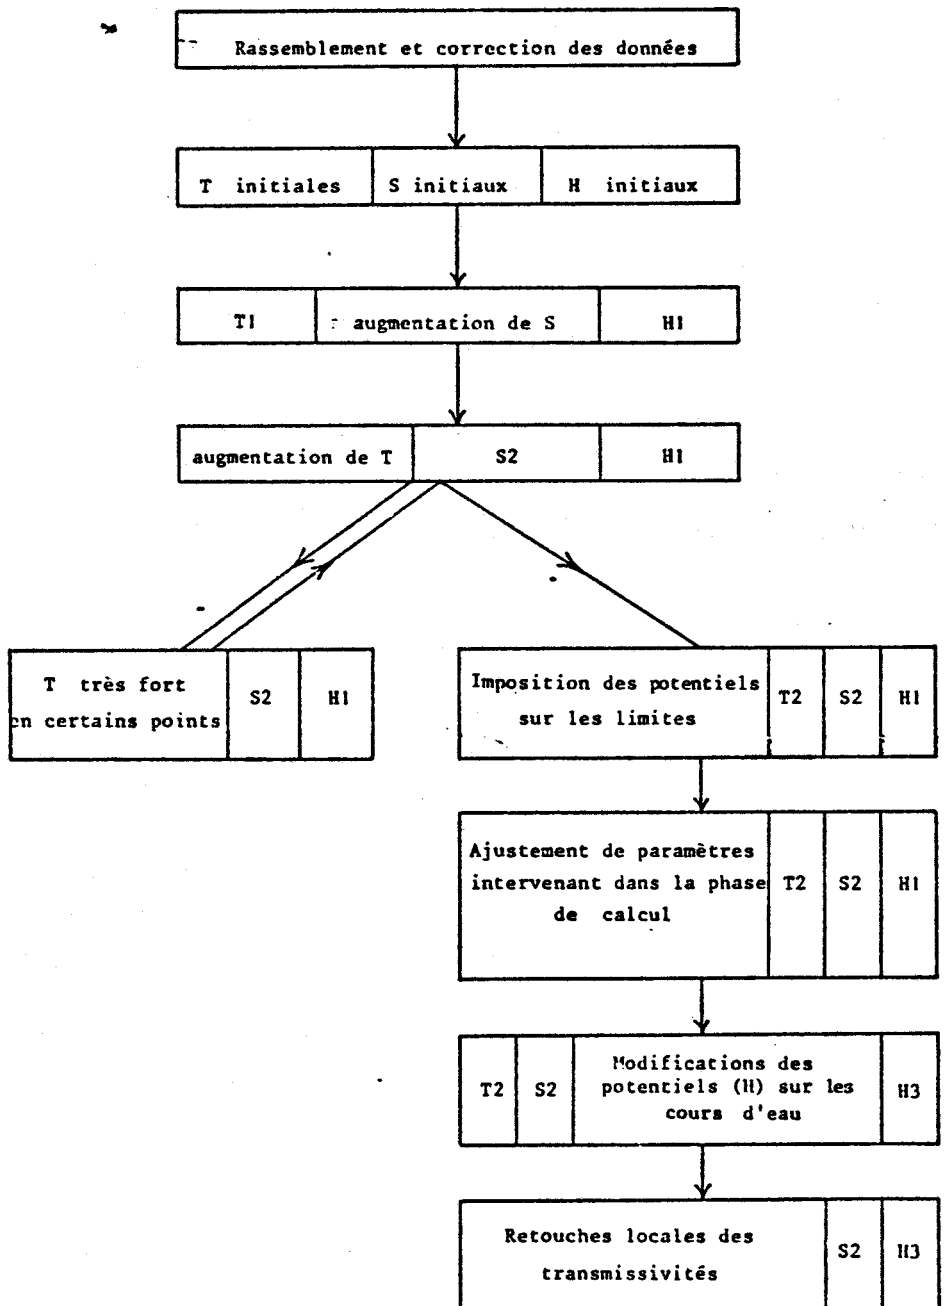 Rassemblement et correction des données
T initiales S initiaux H initiaux
T1 augmentation de S H1
augmentation de T S2 H1
T très fort
en certains points
S2 H1
Imposition des potentiels
sur les limites
T2 S2 H1
Ajustement de paramètres
intervenant dans la phase
de calcul
T2 S2 H1
T2 S2
Modifications des
potentiels (H) sur les
cours d'eau
H3
Retouches locales des
transmissivités
S2 H3